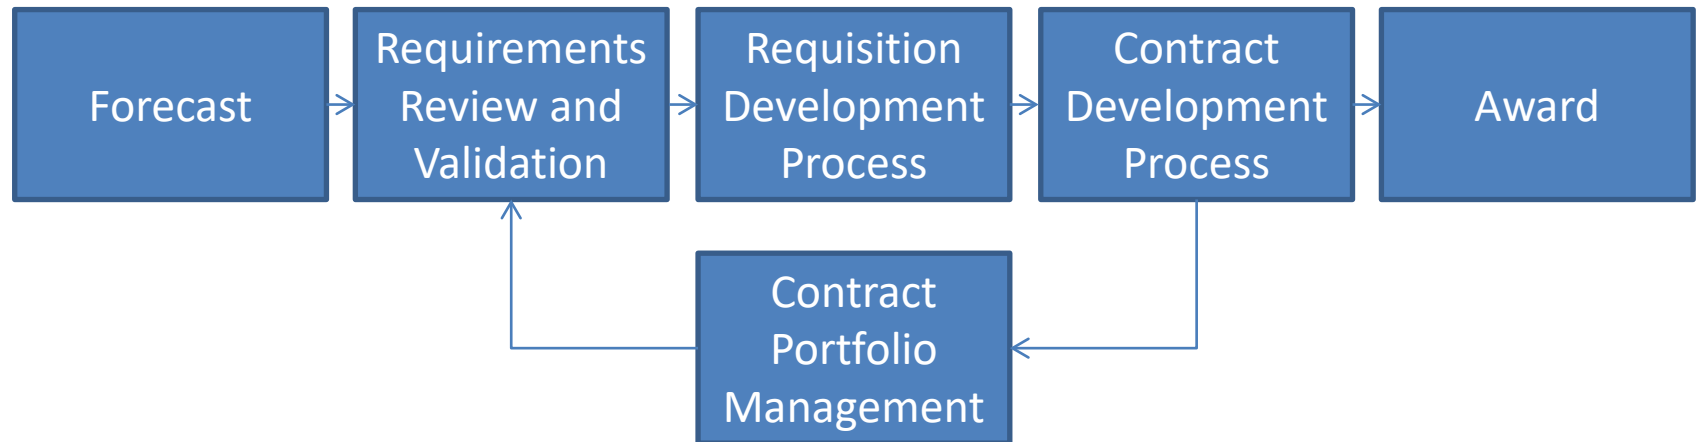 Forecast
Requirements
Review and
Validation
Requisition
Development
Process
Contract
Development
Process
Award
Contract
Portfolio
Management